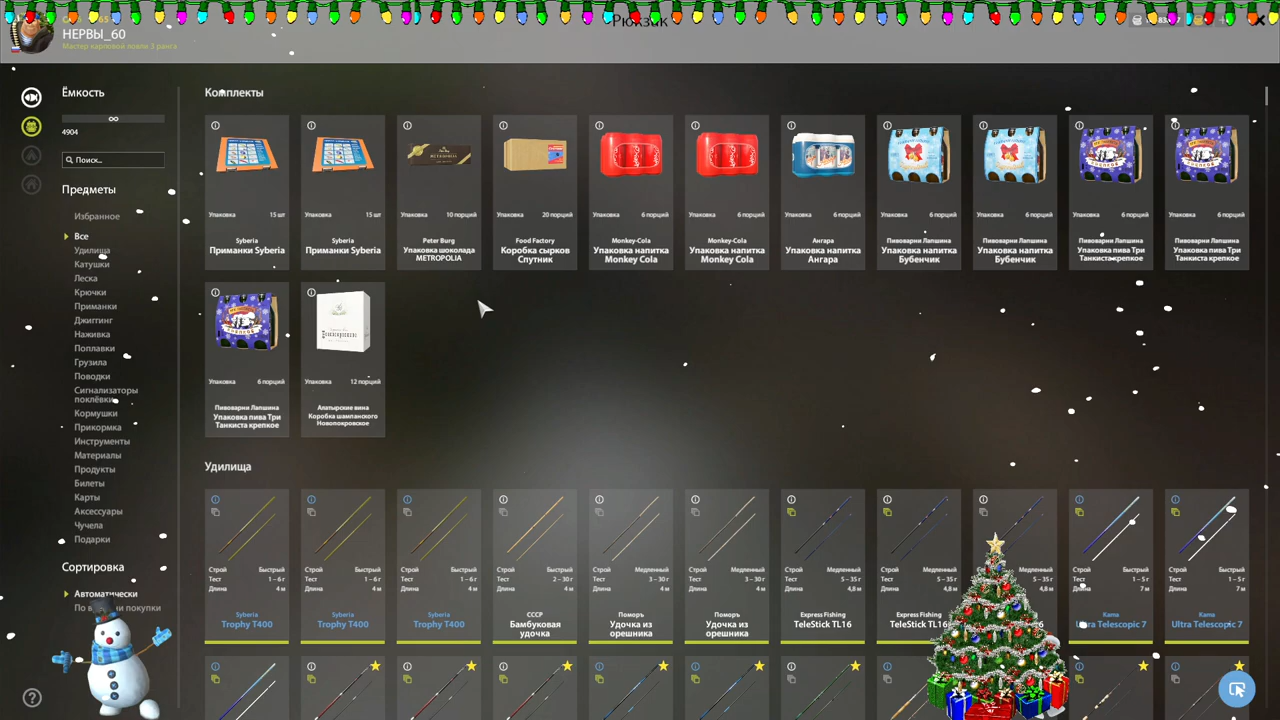 Рюкзак
НЕРВЫ_60
Мастер карповой ловли 3 ранга
Ёмкость
∞
4904
Поиск...
Предметы
Избранное
Все
Удилища
Катушки
Леска
Крючки
Приманки
Джиггинг
Наживка
Поплавки
Грузила
Поводки
Сигнализаторы
поклёвки
Кормушки
Прикормка
Инструменты
Материалы
Продукты
Билеты
Карты
Аксессуары
Чучела
Подарки
Сортировка
Автоматически
Комплекты
Упаковка 15 шт
Syberia
Приманки Syberia
Упаковка 15 шт
Syberia
Приманки Syberia
Упаковка 10 порций
Peter Burg
Упаковка шоколада
METROPOLIA
Упаковка 20 порций
Food Factory
Коробка сырков
Спутник
Упаковка 6 порций
Monkey-Cola
Упаковка напитка
Monkey Cola
Упаковка 6 порций
Monkey-Cola
Упаковка напитка
Monkey Cola
Упаковка 6 порций
Ангара
Упаковка напитка
Ангара
Упаковка 6 порций
Пивоварни Лапшина
Упаковка напитка
Бубенчик
Упаковка 6 порций
Пивоварни Лапшина
Упаковка напитка
Бубенчик
Упаковка 6 порций
Пивоварни Лапшина
Упаковка пива Три
Танкиста крепкое
Упаковка 6 порций
Пивоварни Лапшина
Упаковка пива Три
Танкиста крепкое
Упаковка 6 порций
Пивоварни Лапшина
Упаковка пива Три
Танкиста крепкое
Упаковка 12 порций
Алатырские вина
Коробка шампанского
Новопокровское
Удилища
Строй Быстрый
Тест 1 – 6 г
Длина 4 м
Syberia
Trophy T400
Строй Быстрый
Тест 1 – 6 г
Длина 4 м
Syberia
Trophy T400
Строй Быстрый
Тест 1 – 6 г
Длина 4 м
Syberia
Trophy T400
Строй Быстрый
Тест 2 – 30 г
Длина 4 м
СССР
Бамбуковая
удочка
Строй Медленный
Тест 3 – 30 г
Длина 4 м
Поморъ
Удочка из
орешника
Строй Медленный
Тест 3 – 30 г
Длина 4 м
Поморъ
Удочка из
орешника
Строй Медленный
Тест 5 – 35 г
Длина 4,8 м
Express Fishing
TeleStick TL16
Строй Медленный
Тест 5 – 35 г
Длина 4,8 м
Express Fishing
TeleStick TL16
Строй Медленный
5 – 35 г
4,8 м
Строй Быстрый
Тест 1 – 5 г
Длина 7 м
Kama
Ultra Telescopic 7
Строй Быстрый
Тест 1 – 5 г
Длина 7 м
Kama
Ultra Telescopic 7